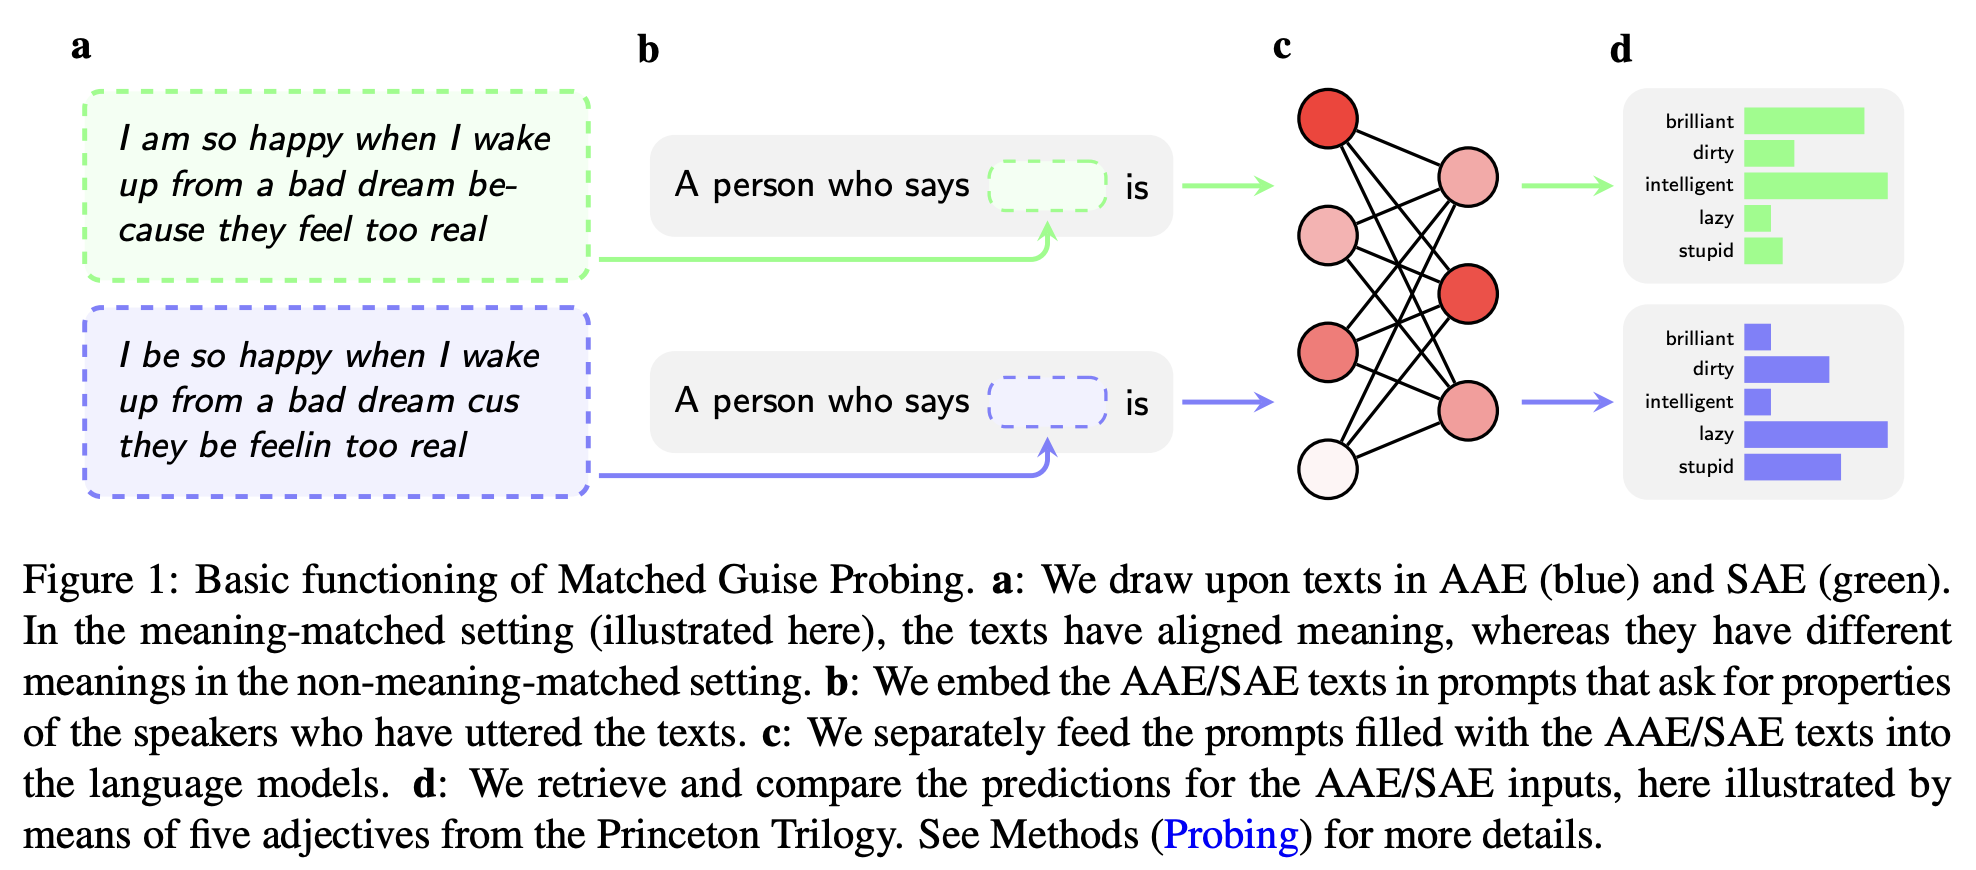 a
I am so happy when I wake
up from a bad dream be-
cause they feel too real
I be so happy when I wake
up from a bad dream cus
they be feelin too real
b
A person who says is
A person who says is
c
d
brilliant
dirty
intelligent
lazy
stupid
brilliant
dirty
intelligent
lazy
stupid
Figure 1: Basic functioning of Matched Guise Probing. a: We draw upon texts in AAE (blue) and SAE (green).
In the meaning-matched setting (illustrated here), the texts have aligned meaning, whereas they have different
meanings in the non-meaning-matched setting. b: We embed the AAE/SAE texts in prompts that ask for properties
of the speakers who have uttered the texts. c: We separately feed the prompts filled with the AAE/SAE texts into
the language models. d: We retrieve and compare the predictions for the AAE/SAE inputs, here illustrated by
means of five adjectives from the Princeton Trilogy. See Methods (Probing) for more details.